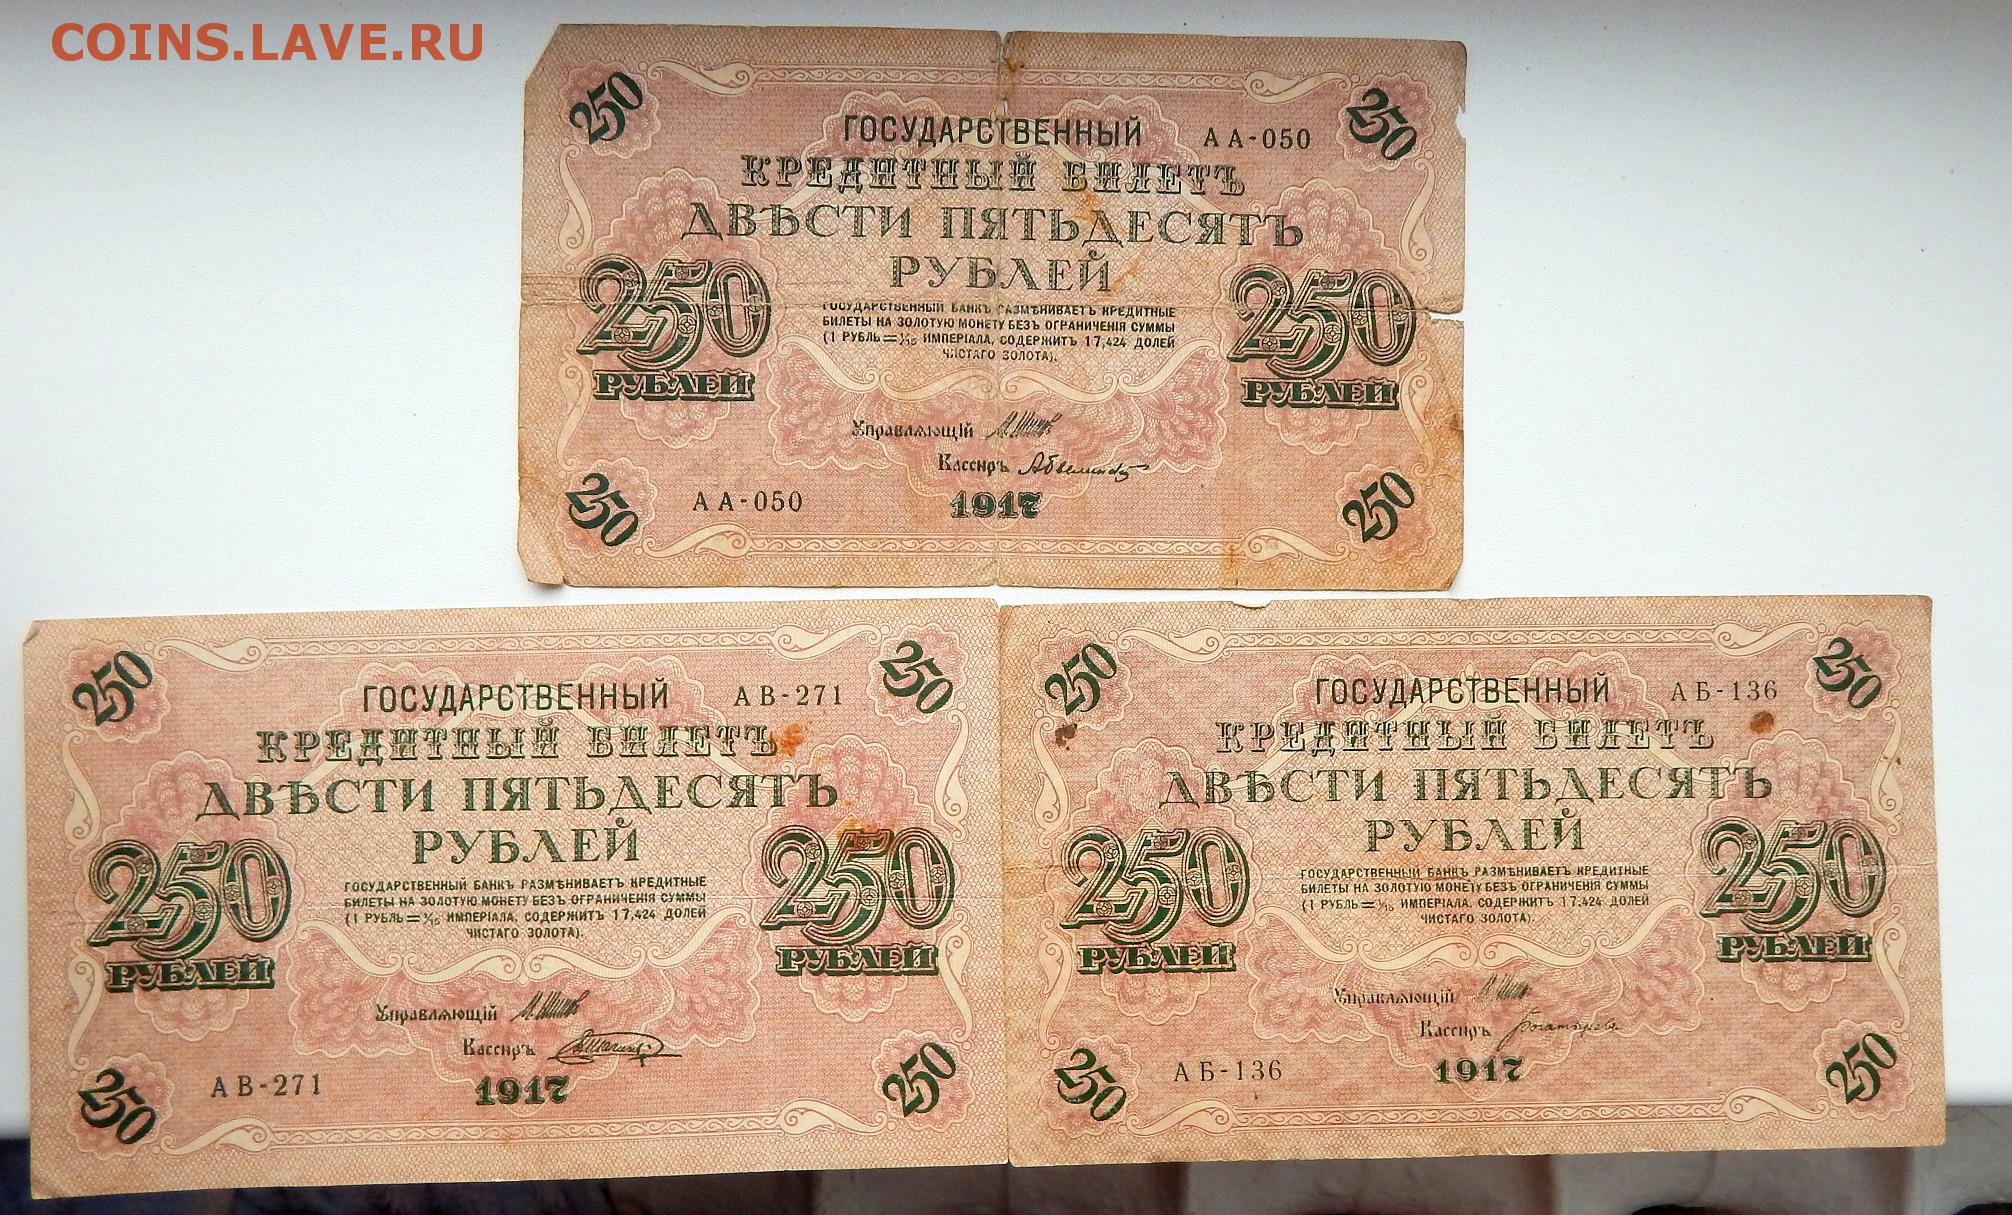 COINS.LAVE.RU
250 250
ГОСУДАРСТВЕННЫЙ АА-050
КРЕДИТНЫЙ БИЛЕТЪ
ДВѢСТИ ПЯТЬДЕСЯТЪ
РУБЛЕЙ
250 250
ГОСУДАРСТВЕННЫЙ БАНКЪ РАЗМѢНИВАЕТЪ КРЕДИТНЫЕ
БИЛЕТЫ НА ЗОЛОТУЮ МОНЕТУ БЕЗЪ ОГРАНИЧЕНІЯ СУММЫ
(1 РУБЛЬ=1/15 ИМПЕРІАЛА, СОДЕРЖИТЪ 17,424 ДОЛЕЙ
ЧИСТАГО ЗОЛОТА).
РУБЛЕЙ РУБЛЕЙ
Управляющій
Кассиръ
АА-050 1917
250 250
250 250
ГОСУДАРСТВЕННЫЙ АВ-271
КРЕДИТНЫЙ БИЛЕТЪ
ДВѢСТИ ПЯТЬДЕСЯТЪ
РУБЛЕЙ
250 250
ГОСУДАРСТВЕННЫЙ БАНКЪ РАЗМѢНИВАЕТЪ КРЕДИТНЫЕ
БИЛЕТЫ НА ЗОЛОТУЮ МОНЕТУ БЕЗЪ ОГРАНИЧЕНІЯ СУММЫ
(1 РУБЛЬ=1/15 ИМПЕРІАЛА, СОДЕРЖИТЪ 17,424 ДОЛЕЙ
ЧИСТАГО ЗОЛОТА).
РУБЛЕЙ РУБЛЕЙ
Управляющій
Кассиръ
АВ-271 1917
250 250
250 250
ГОСУДАРСТВЕННЫЙ АБ-136
КРЕДИТНЫЙ БИЛЕТЪ
ДВѢСТИ ПЯТЬДЕСЯТЪ
РУБЛЕЙ
250 250
ГОСУДАРСТВЕННЫЙ БАНКЪ РАЗМѢНИВАЕТЪ КРЕДИТНЫЕ
БИЛЕТЫ НА ЗОЛОТУЮ МОНЕТУ БЕЗЪ ОГРАНИЧЕНІЯ СУММЫ
(1 РУБЛЬ=1/15 ИМПЕРІАЛА, СОДЕРЖИТЪ 17,424 ДОЛЕЙ
ЧИСТАГО ЗОЛОТА).
РУБЛЕЙ РУБЛЕЙ
Управляющій
Кассиръ
АБ-136 1917
250 250